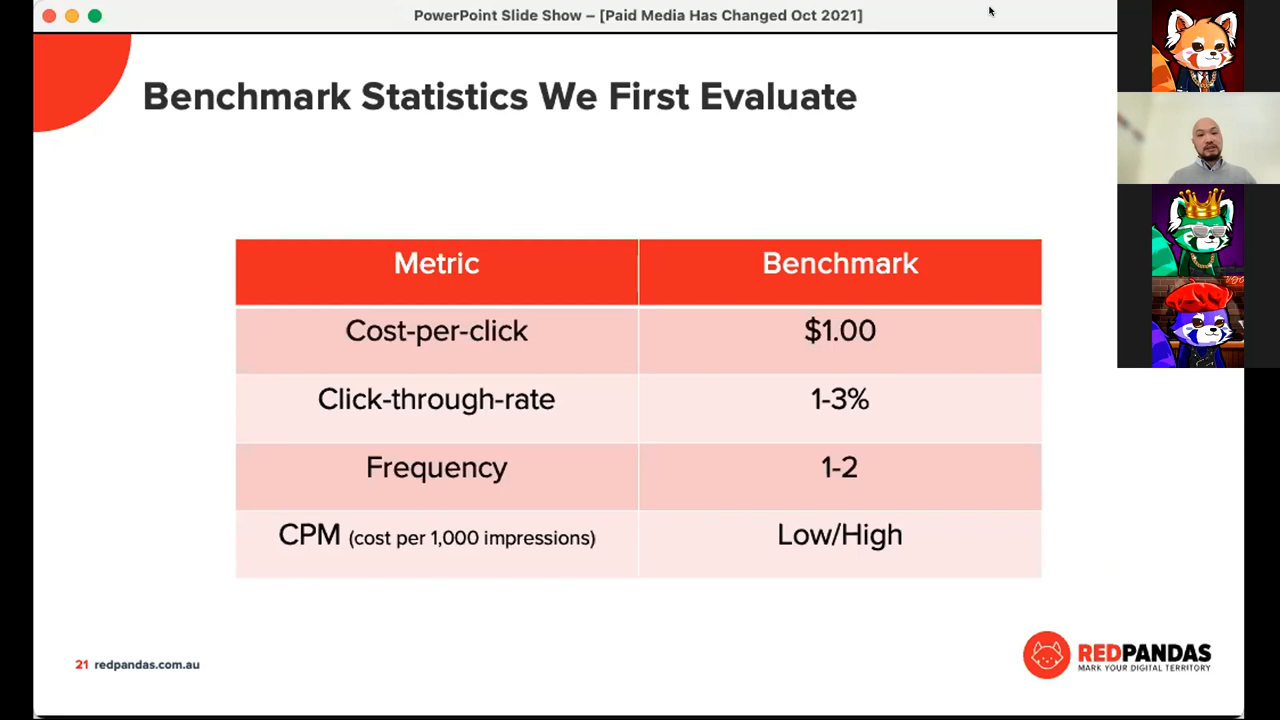 PowerPoint Slide Show – [Paid Media Has Changed Oct 2021]
Benchmark Statistics We First Evaluate
Metric Benchmark
Cost-per-click $1.00
Click-through-rate 1-3%
Frequency 1-2
CPM (cost per 1,000 impressions) Low/High
21 redpandas.com.au
REDPANDAS
MARK YOUR DIGITAL TERRITORY